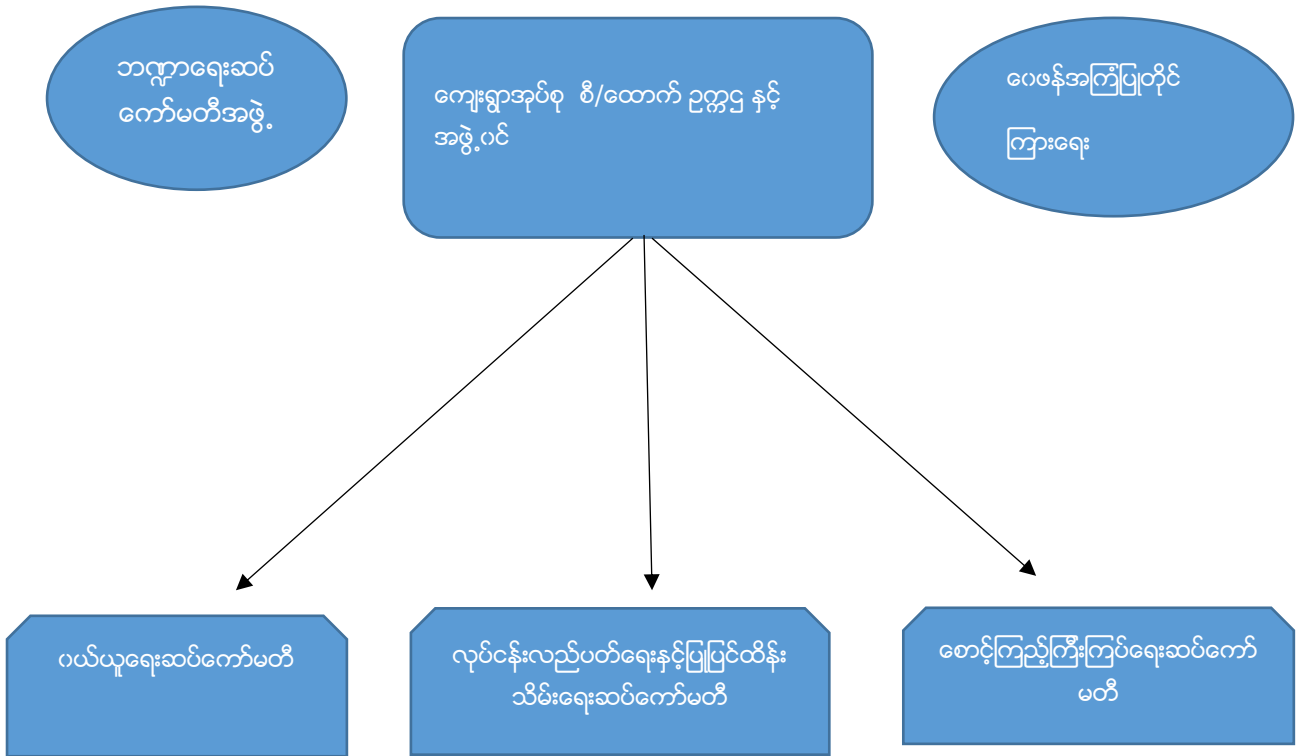 ဘဏ္ဍာရေးဆပ်
ကော်မတီအဖွဲ့
ကျေးရွာအုပ်စု စီ/ထောက် ဥက္ကဌ နှင့်
အဖွဲ့ဝင်
ဝေဖန်အကြံပြုတိုင်
ကြားရေး
ဝယ်ယူရေးဆပ်ကော်မတီ
လုပ်ငန်းလည်ပတ်ရေးနှင့်ပြုပြင်ထိန်း
သိမ်းရေးဆပ်ကော်မတီ
စောင့်ကြည့်ကြီးကြပ်ရေးဆပ်ကော်
မတီ